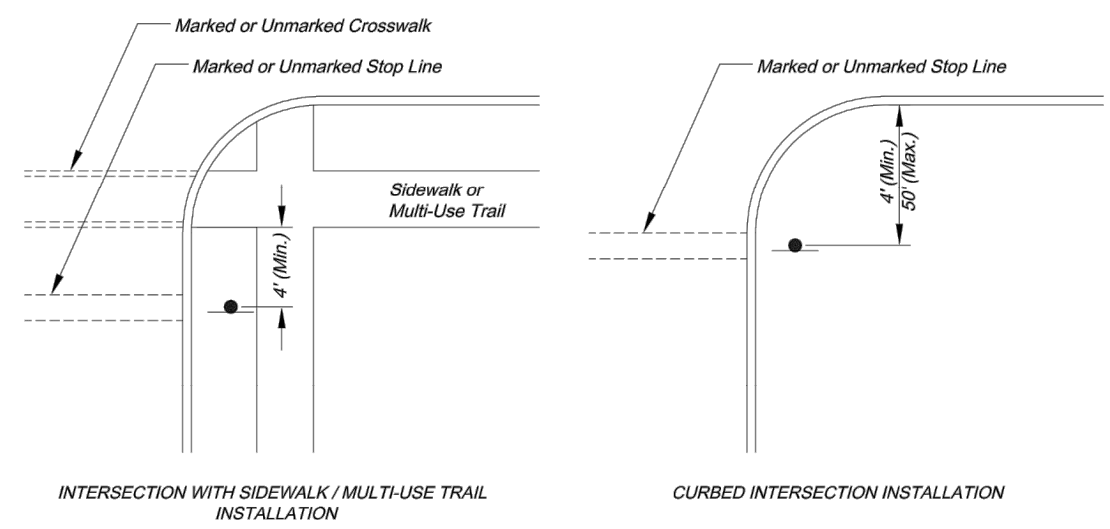 Marked or Unmarked Crosswalk
Marked or Unmarked Stop Line
Sidewalk or
Multi-Use Trail
4' (Min.)
INTERSECTION WITH SIDEWALK / MULTI-USE TRAIL
INSTALLATION
Marked or Unmarked Stop Line
4' (Min.)
50' (Max.)
CURBED INTERSECTION INSTALLATION